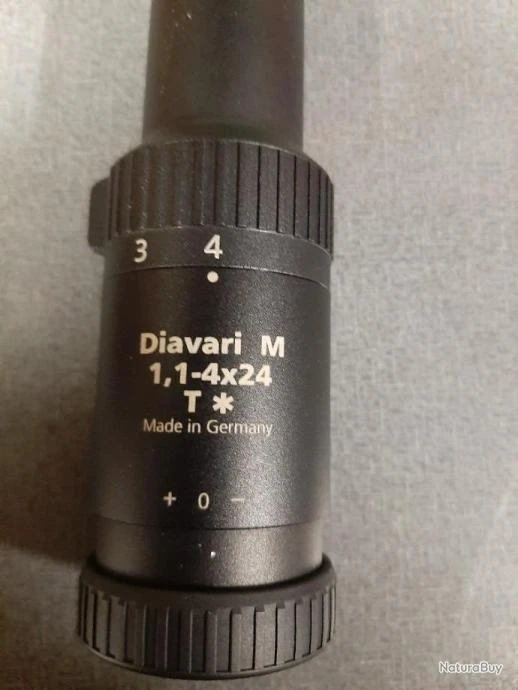 3 4
Diavari M
1,1-4x24
T *
Made in Germany
+ 0 -
NaturaBuy